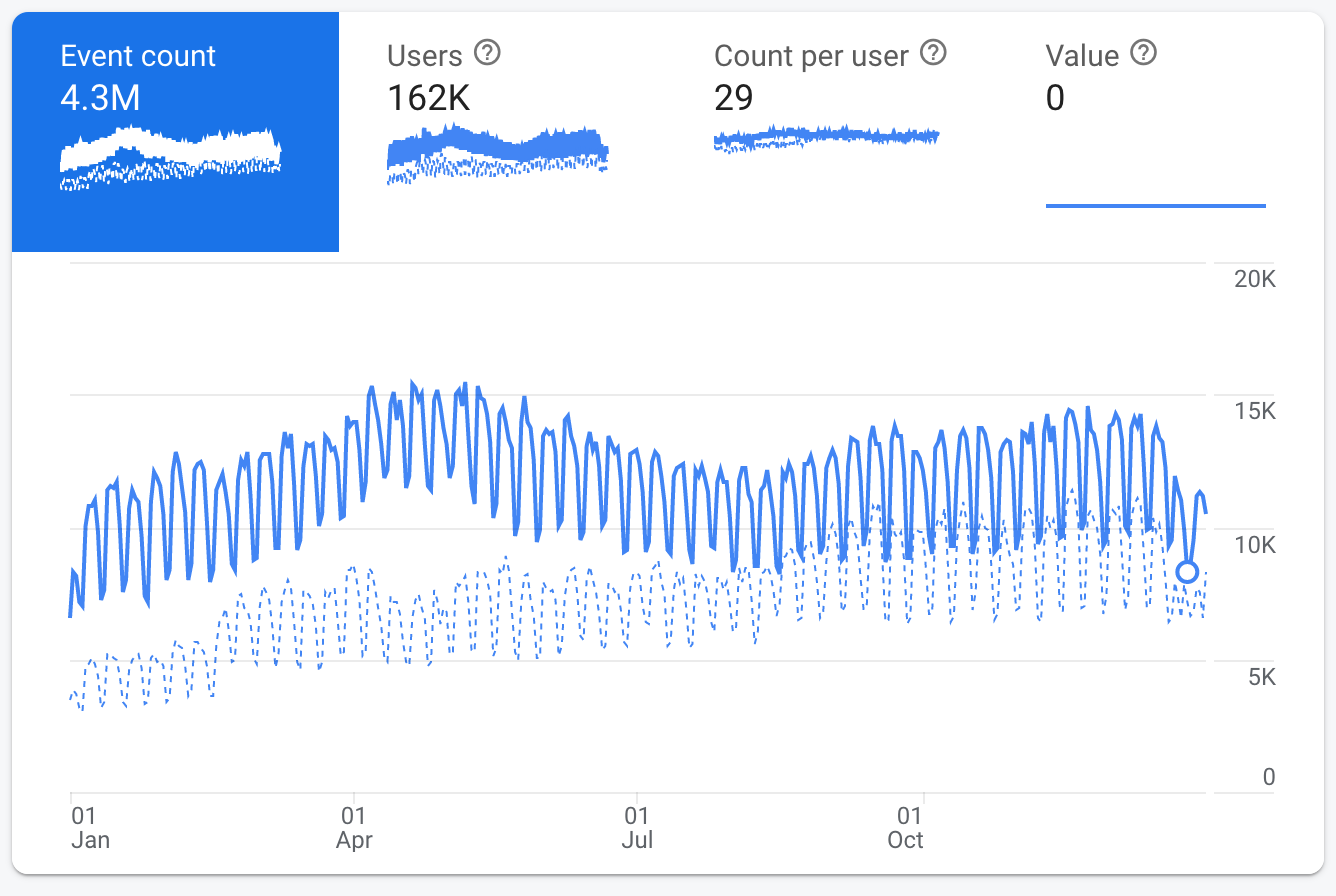 Event count
4.3M
Users
162K
Count per user
29
Value
0
20K
15K
10K
5K
0
01
Jan
01
Apr
01
Jul
01
Oct